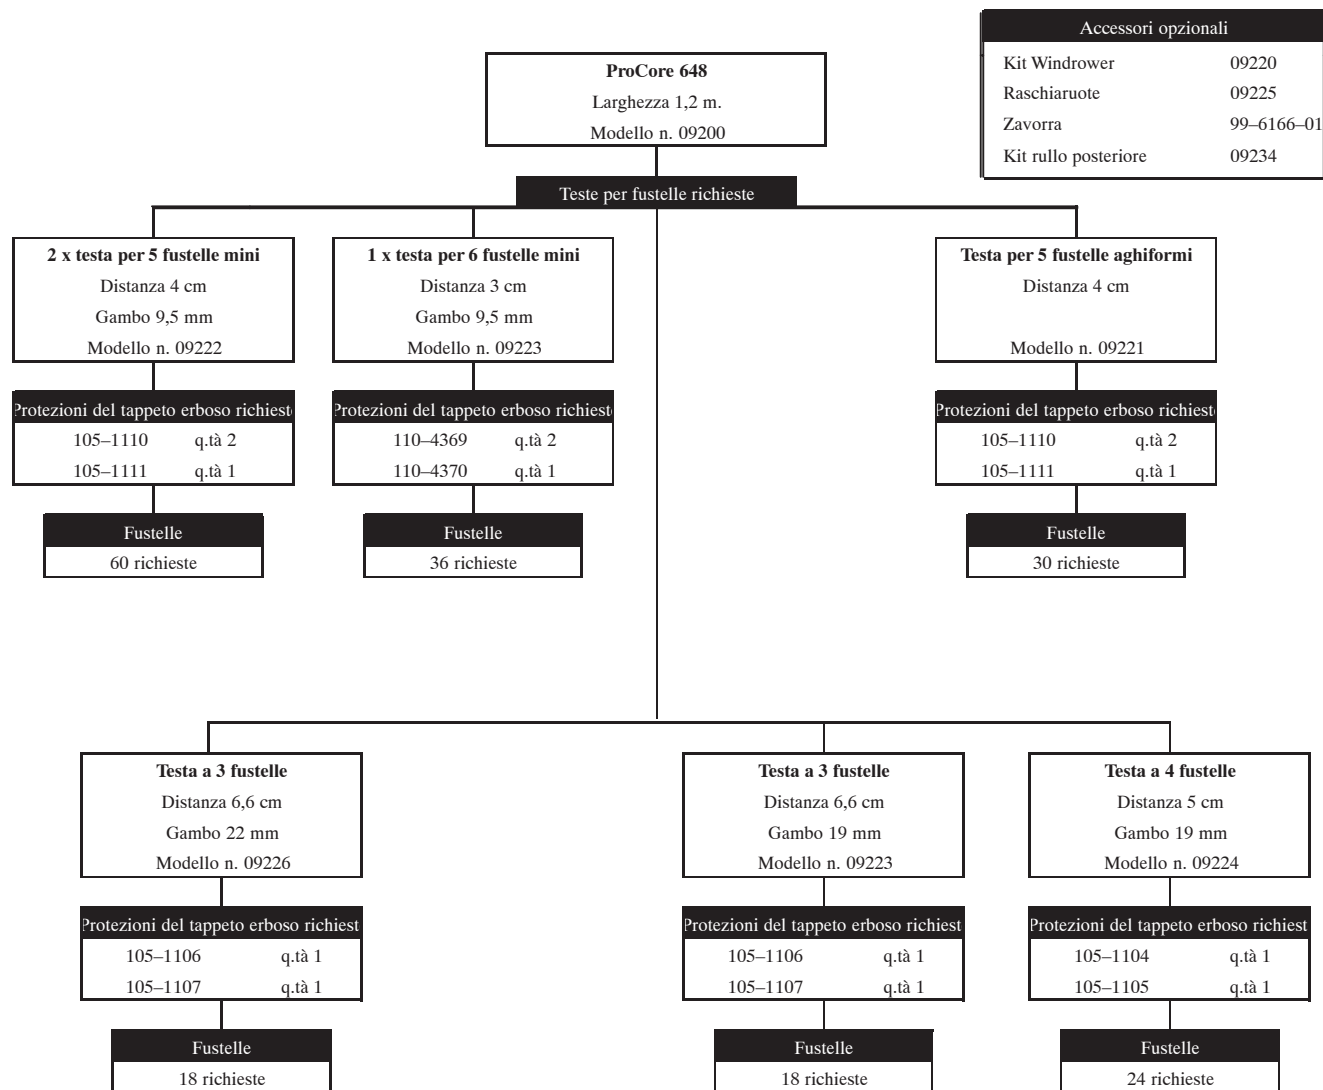 Accessori opzionali
Kit Windrower 09220
Raschiaruote 09225
Zavorra 99–6166–01
Kit rullo posteriore 09234
ProCore 648
Larghezza 1,2 m.
Modello n. 09200
Teste per fustelle richieste
2 x testa per 5 fustelle mini
Distanza 4 cm
Gambo 9,5 mm
Modello n. 09222
Protezioni del tappeto erboso richieste
105–1110 q.tà 2
105–1111 q.tà 1
Fustelle
60 richieste
1 x testa per 6 fustelle mini
Distanza 3 cm
Gambo 9,5 mm
Modello n. 09223
Protezioni del tappeto erboso richieste
110–4369 q.tà 2
110–4370 q.tà 1
Fustelle
36 richieste
Testa per 5 fustelle aghiformi
Distanza 4 cm
Modello n. 09221
Protezioni del tappeto erboso richieste
105–1110 q.tà 2
105–1111 q.tà 1
Fustelle
30 richieste
Testa a 3 fustelle
Distanza 6,6 cm
Gambo 22 mm
Modello n. 09226
Protezioni del tappeto erboso richiest
105–1106 q.tà 1
105–1107 q.tà 1
Fustelle
18 richieste
Testa a 3 fustelle
Distanza 6,6 cm
Gambo 19 mm
Modello n. 09223
Protezioni del tappeto erboso richiest
105–1106 q.tà 1
105–1107 q.tà 1
Fustelle
18 richieste
Testa a 4 fustelle
Distanza 5 cm
Gambo 19 mm
Modello n. 09224
Protezioni del tappeto erboso richiest
105–1104 q.tà 1
105–1105 q.tà 1
Fustelle
24 richieste